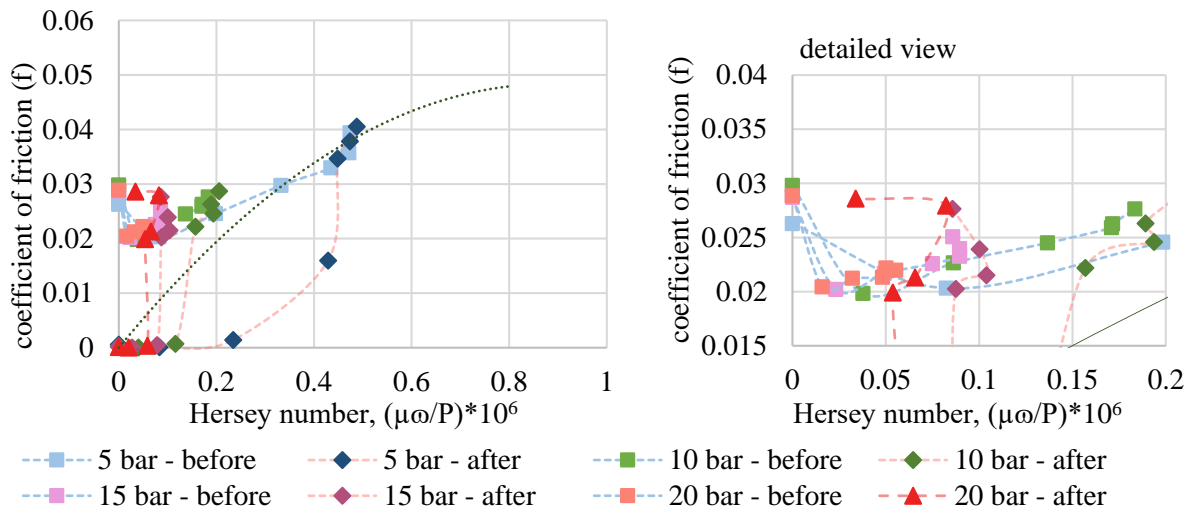 coefficient of friction (f)
0.06
0.05
0.04
0.03
0.02
0.01
0
0
0.2
0.4
0.6
0.8
1
Hersey number, (µω/P)*10⁶
detailed view
coefficient of friction (f)
0.04
0.035
0.03
0.025
0.02
0.015
0
0.05
0.1
0.15
0.2
Hersey number, (µω/P)*10⁶
5 bar - before
5 bar - after
10 bar - before
10 bar - after
15 bar - before
15 bar - after
20 bar - before
20 bar - after